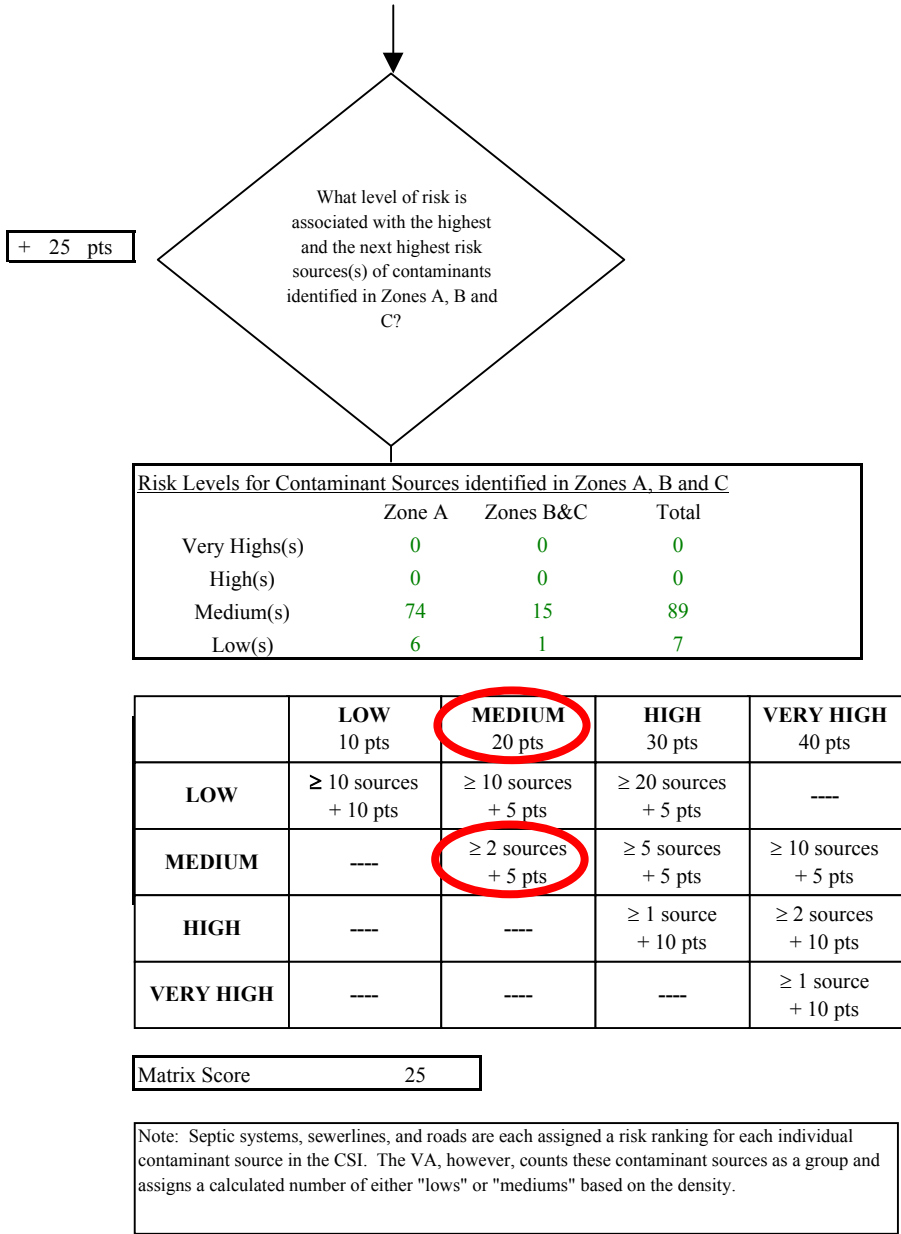 What level of risk is
associated with the highest
and the next highest risk
sources(s) of contaminants
identified in Zones A, B and
C?
+ 25 pts
Risk Levels for Contaminant Sources identified in Zones A, B and C
Zone A Zones B&C Total
Very Highs(s) 0 0 0
High(s) 0 0 0
Medium(s) 74 15 89
Low(s) 6 1 7
LOW MEDIUM HIGH VERY HIGH
10 pts 20 pts 30 pts 40 pts
LOW ≥ 10 sources ≥ 10 sources ≥ 20 sources ----
+ 10 pts + 5 pts + 5 pts
MEDIUM ---- ≥ 2 sources ≥ 5 sources ≥ 10 sources
+ 5 pts + 5 pts + 5 pts
HIGH ---- ---- ≥ 1 source ≥ 2 sources
+ 10 pts + 10 pts
VERY HIGH ---- ---- ---- ≥ 1 source
+ 10 pts
Matrix Score 25
Note: Septic systems, sewerlines, and roads are each assigned a risk ranking for each individual
contaminant source in the CSI. The VA, however, counts these contaminant sources as a group and
assigns a calculated number of either "lows" or "mediums" based on the density.